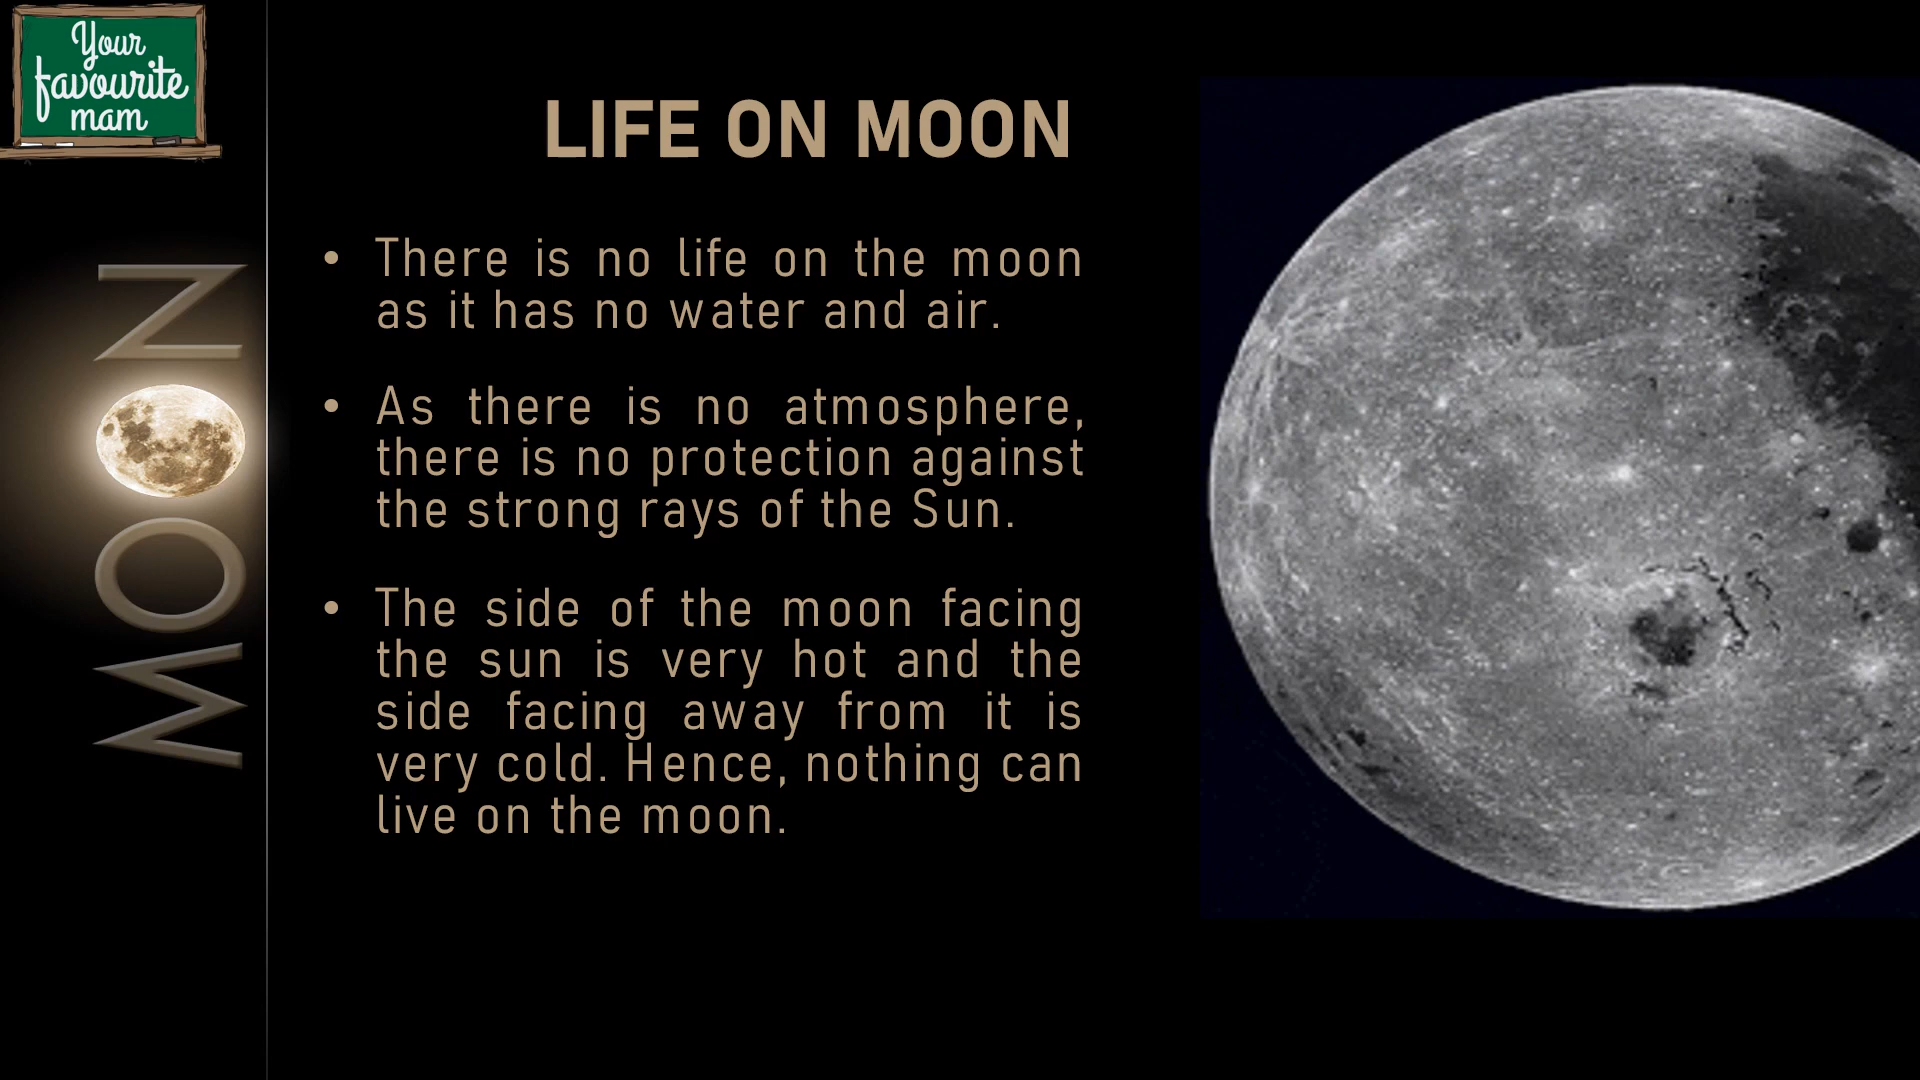 Your
favourite
mam
MOON
LIFE ON MOON
• There is no life on the moon
as it has no water and air.
• As there is no atmosphere,
there is no protection against
the strong rays of the Sun.
• The side of the moon facing
the sun is very hot and the
side facing away from it is
very cold. Hence, nothing can
live on the moon.